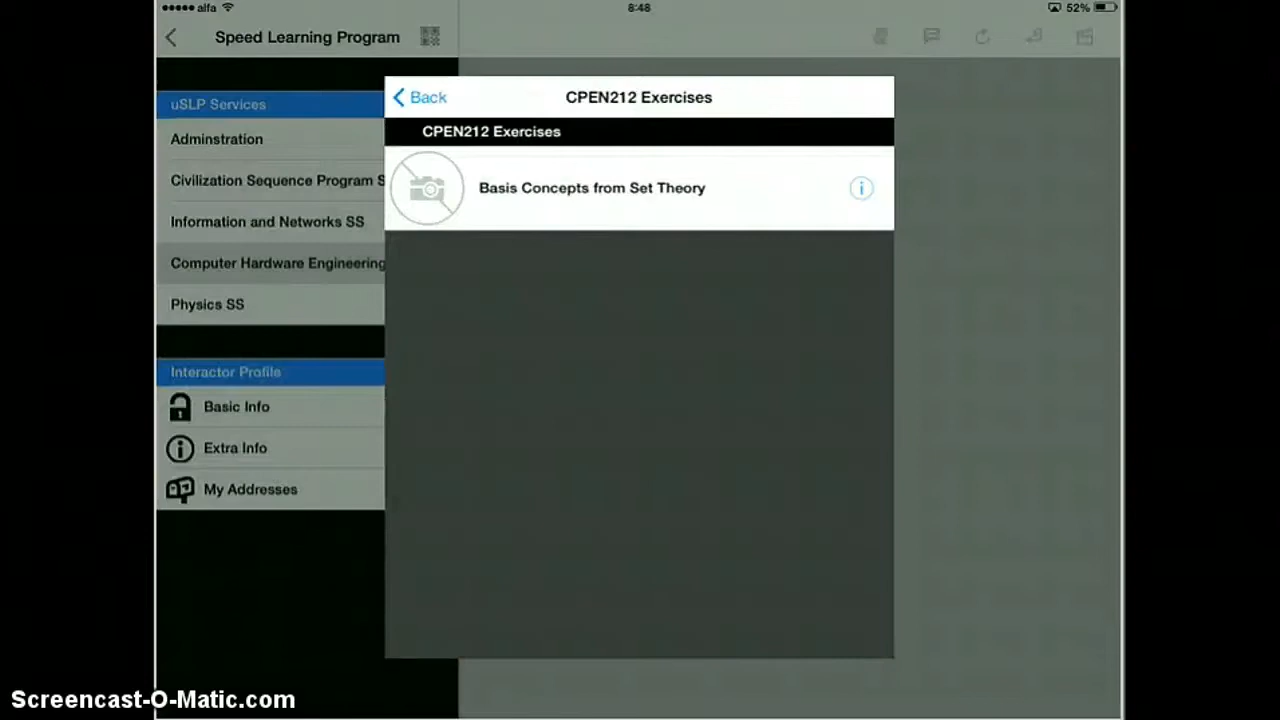 alfa
8:48
52%
Speed Learning Program
Back
CPEN212 Exercises
uSLP Services
CPEN212 Exercises
Adminstration
Civilization Sequence Program S
Basis Concepts from Set Theory
Information and Networks SS
Computer Hardware Engineering
Physics SS
Interactor Profile
Basic Info
Extra Info
My Addresses
Screencast-O-Matic.com